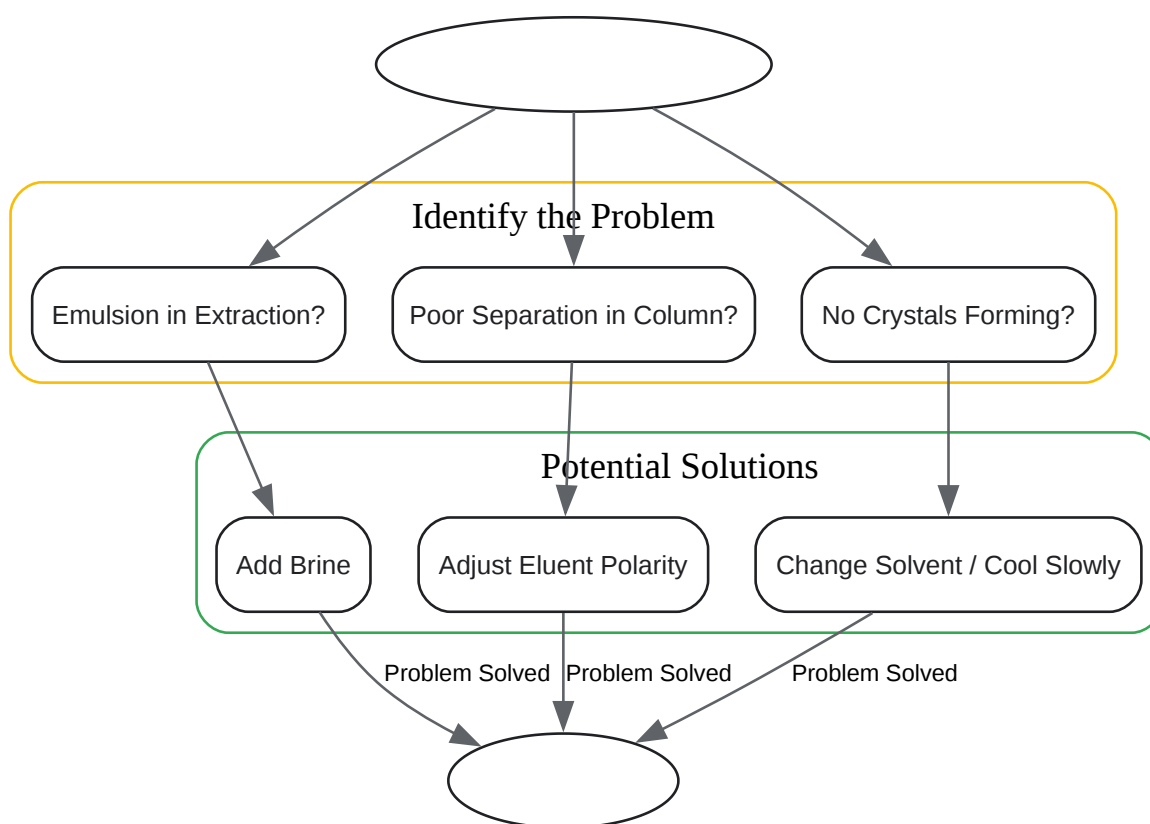 Identify the Problem
Emulsion in Extraction?
Poor Separation in Column?
No Crystals Forming?
Potential Solutions
Add Brine
Adjust Eluent Polarity
Change Solvent / Cool Slowly
Problem Solved
Problem Solved
Problem Solved